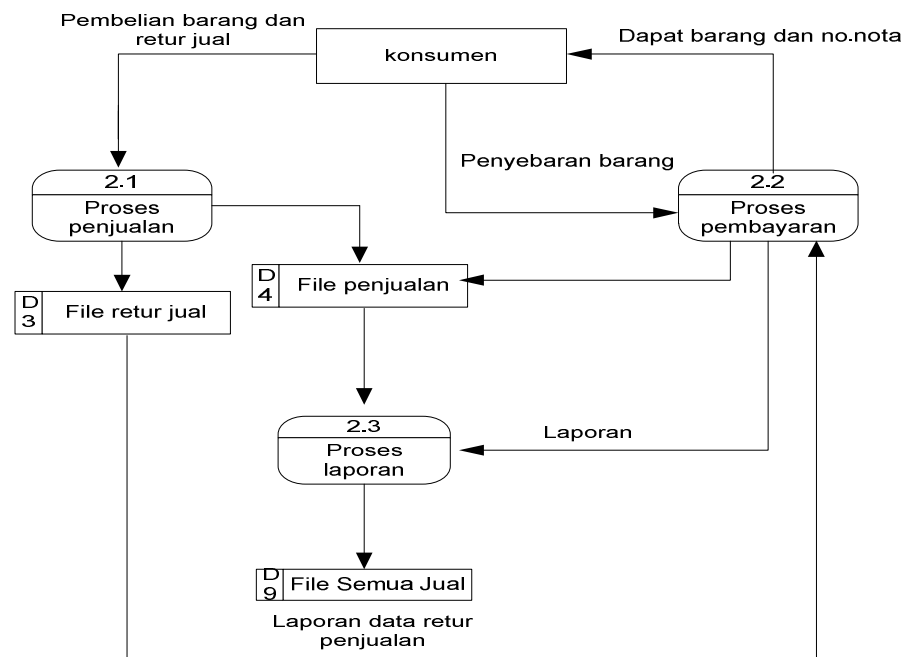 Pembelian barang dan
retur jual
konsumen
Dapat barang dan no.nota
Penyebaran barang
2.1
Proses
penjualan
2.2
Proses
pembayaran
D
4
File penjualan
D
3
File retur jual
2.3
Proses
laporan
Laporan
D
9
File Semua Jual
Laporan data retur
penjualan